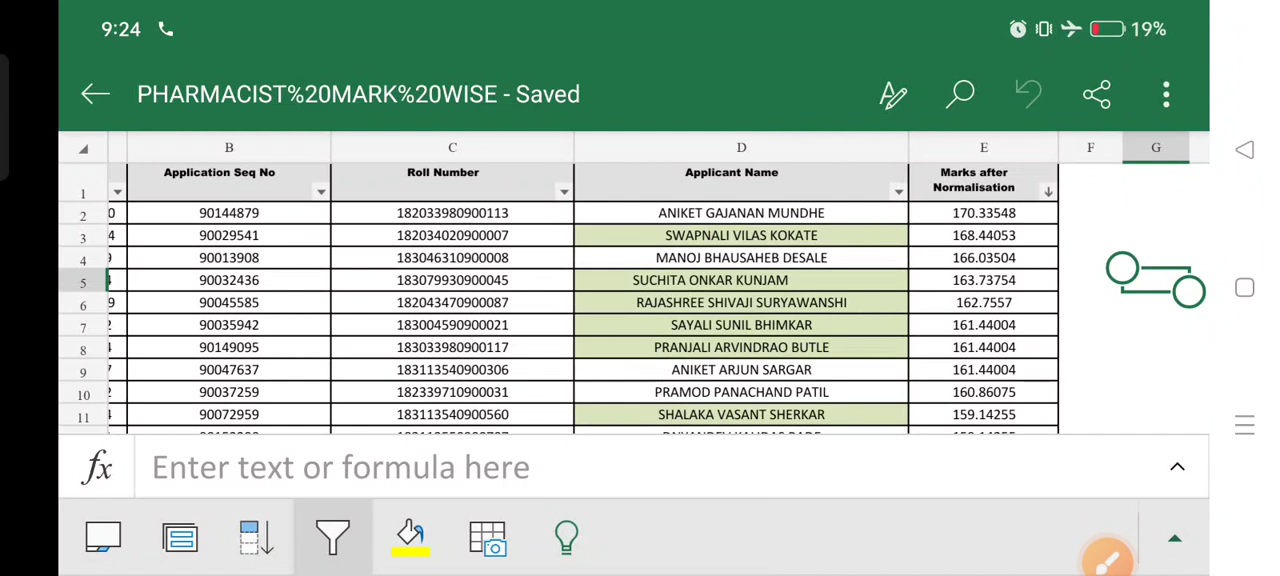 9:24 19%
PHARMACIST%20MARK%20WISE - Saved
B C D E F G
1 Application Seq No Roll Number Applicant Name Marks after Normalisation
2 0 90144879 182033980900113 ANIKET GAJANAN MUNDHE 170.33548
3 4 90029541 182034020900007 SWAPNALI VILAS KOKATE 168.44053
4 9 90013908 183046310900008 MANOJ BHAUSAHEB DESALE 166.03504
5 90032436 183079930900045 SUCHITA ONKAR KUNJAM 163.73754
6 9 90045585 182043470900087 RAJASHREE SHIVAJI SURYAWANSHI 162.7557
7 90035942 183004590900021 SAYALI SUNIL BHIMKAR 161.44004
8 90149095 183033980900117 PRANJALI ARVINDRAO BUTLE 161.44004
9 90047637 183113540900306 ANIKET ARJUN SARGAR 161.44004
10 90037259 182339710900031 PRAMOD PANACHAND PATIL 160.86075
11 90072959 183113540900560 SHALAKA VASANT SHERKAR 159.14255
fx Enter text or formula here